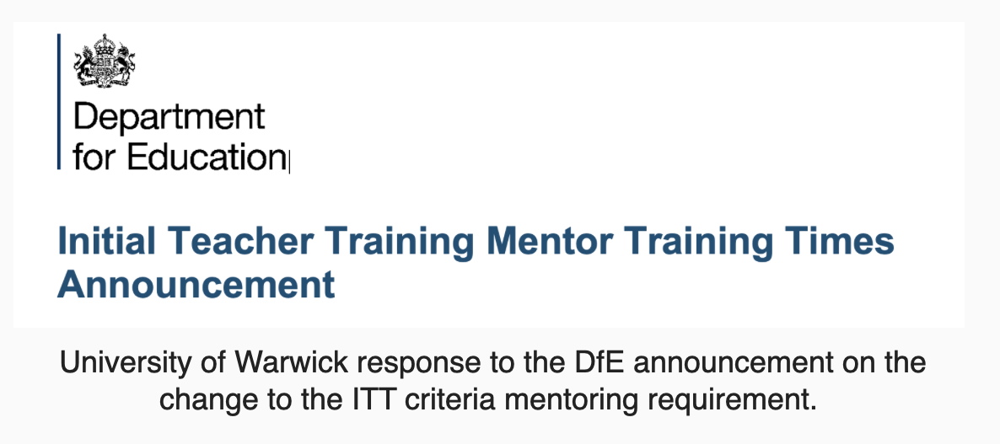 Department
for Education
Initial Teacher Training Mentor Training Times
Announcement
University of Warwick response to the DfE announcement on the
change to the ITT criteria mentoring requirement.